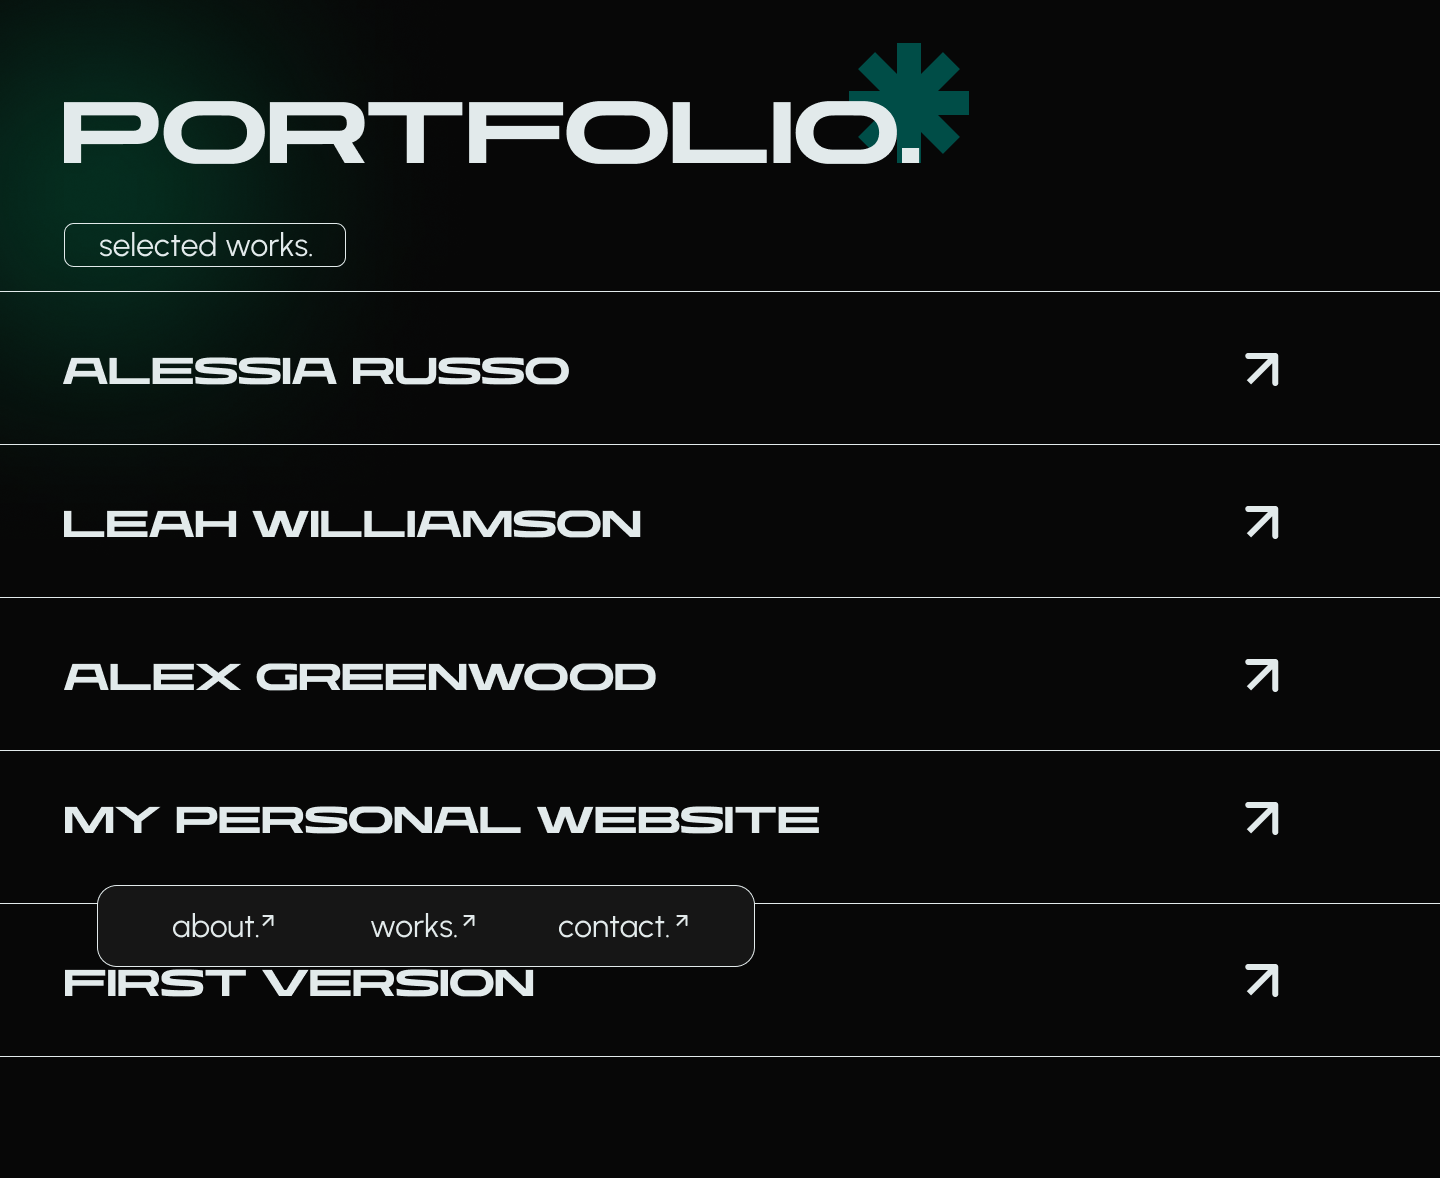 PORTFOLIO.
selected works.
ALESSIA RUSSO
LEAH WILLIAMSON
ALEX GREENWOOD
MY PERSONAL WEBSITE
about. works. contact.
FIRST VERSION